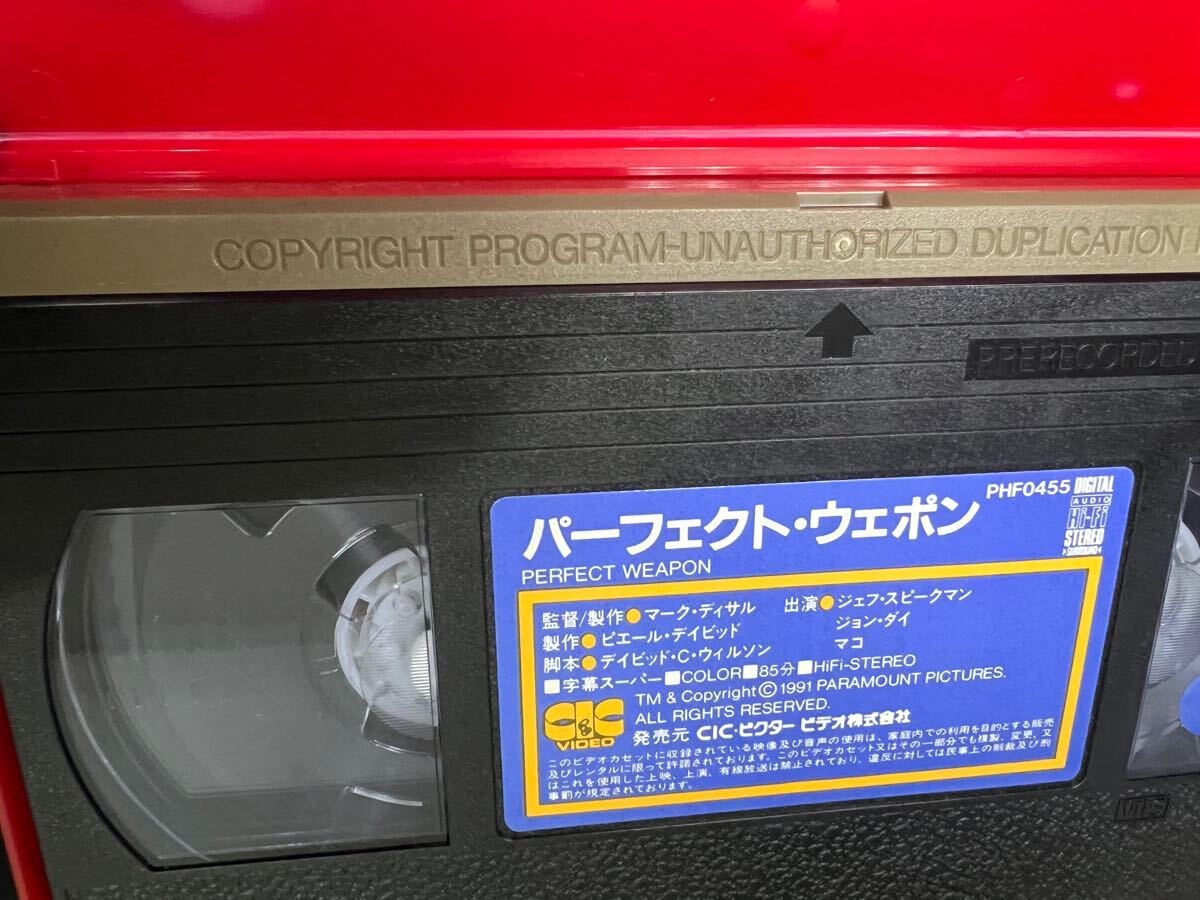 COPYRIGHT PROGRAM-UNAUTHORIZED DUPLICATION
PRERECORDED
パーフェクト・ウェポン
PHF0455
DIGITAL
AUDIO
Hi-Fi
STEREO
SURROUND
PERFECT WEAPON
監督/製作●マーク・ディサル 出演●ジェフ・スピークマン
製作●ピエール・デイビッド ジョン・ダイ
脚本●デイビッド・C・ウィルソン マコ
■字幕スーパー■COLOR■85分■HiFi-STEREO
TM & Copyright © 1991 PARAMOUNT PICTURES.
ALL RIGHTS RESERVED.
CIC & VIDEO
発売元 CIC・ビクター ビデオ株式会社
このビデオカセットに収録されている映像及び音声の使用は、家庭内での利用を目的とする販売
及びレンタルに限って許諾されております。このビデオカセット又はその一部分でも複製、変更、又
はこれを使用した上映、上演、有線放送は禁止されており、違反に対しては民事上の制裁及び刑
事罰が規定されております。
VHS